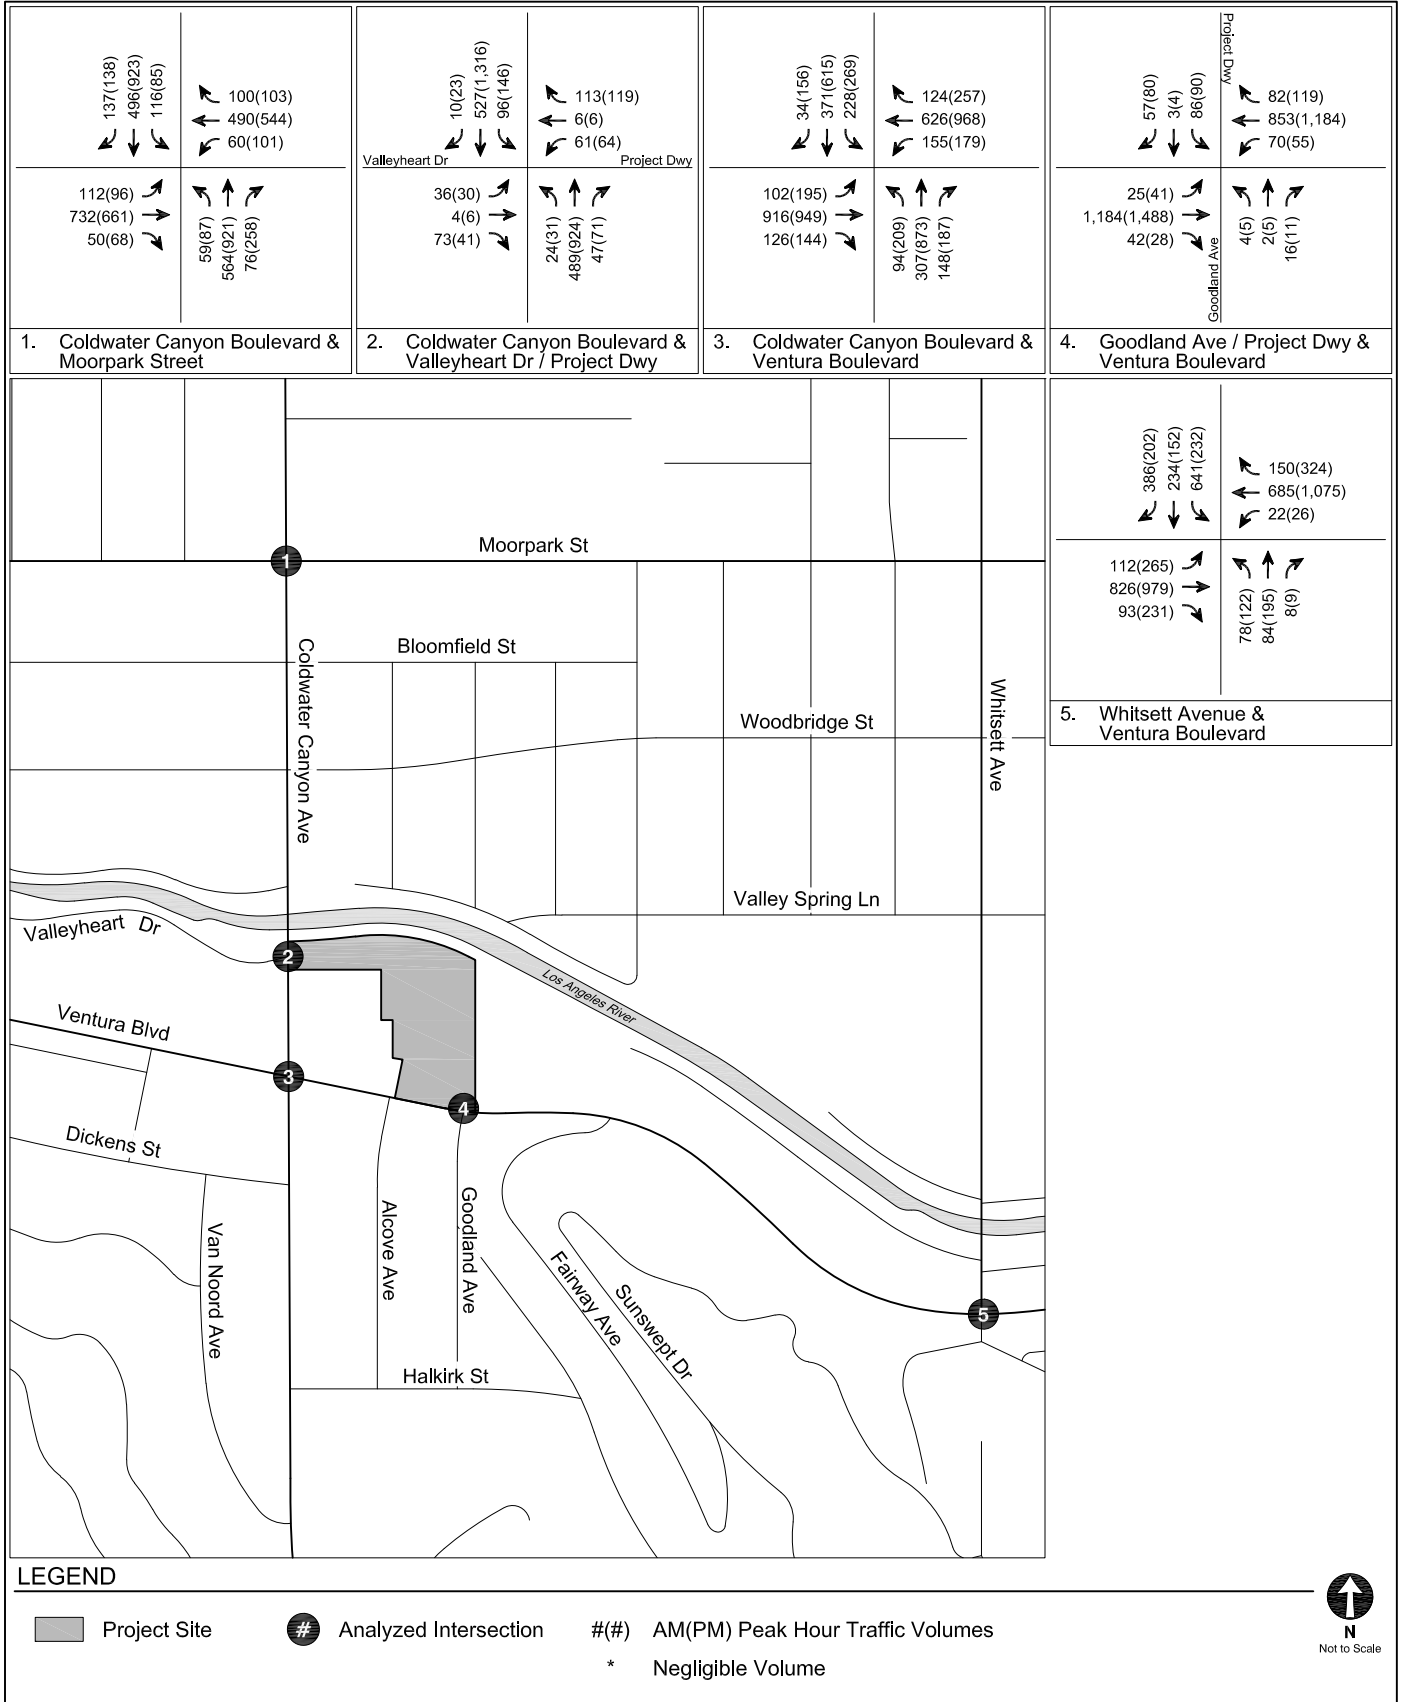 137(138)
496(923)
116(85)
100(103)
490(544)
60(101)
112(96)
732(661)
50(68)
59(87)
564(921)
76(258)
1. Coldwater Canyon Boulevard &
Moorpark Street
10(23)
527(1,316)
96(146)
113(119)
6(6)
61(64)
Valleyheart Dr
Project Dwy
36(30)
4(6)
73(41)
24(31)
489(924)
47(71)
2. Coldwater Canyon Boulevard &
Valleyheart Dr / Project Dwy
34(156)
371(615)
228(269)
124(257)
626(968)
155(179)
102(195)
916(949)
126(144)
94(209)
307(873)
148(187)
3. Coldwater Canyon Boulevard &
Ventura Boulevard
Project Dwy
57(80)
3(4)
86(90)
82(119)
853(1,184)
70(55)
25(41)
1,184(1,488)
42(28)
Goodland Ave
4(5)
2(5)
16(11)
4. Goodland Ave / Project Dwy &
Ventura Boulevard
386(202)
234(152)
641(232)
150(324)
685(1,075)
22(26)
112(265)
826(979)
93(231)
78(122)
84(195)
8(9)
5. Whitsett Avenue &
Ventura Boulevard
Moorpark St
1
Bloomfield St
Coldwater Canyon Ave
Woodbridge St
Whitsett Ave
Valley Spring Ln
Valleyheart Dr
2
Los Angeles River
Ventura Blvd
3
4
Dickens St
Van Noord Ave
Alcove Ave
Goodland Ave
Fairway Ave
Sunswept Dr
5
Halkirk St
LEGEND
Project Site
# Analyzed Intersection
#(#) AM(PM) Peak Hour Traffic Volumes
* Negligible Volume
N
Not to Scale